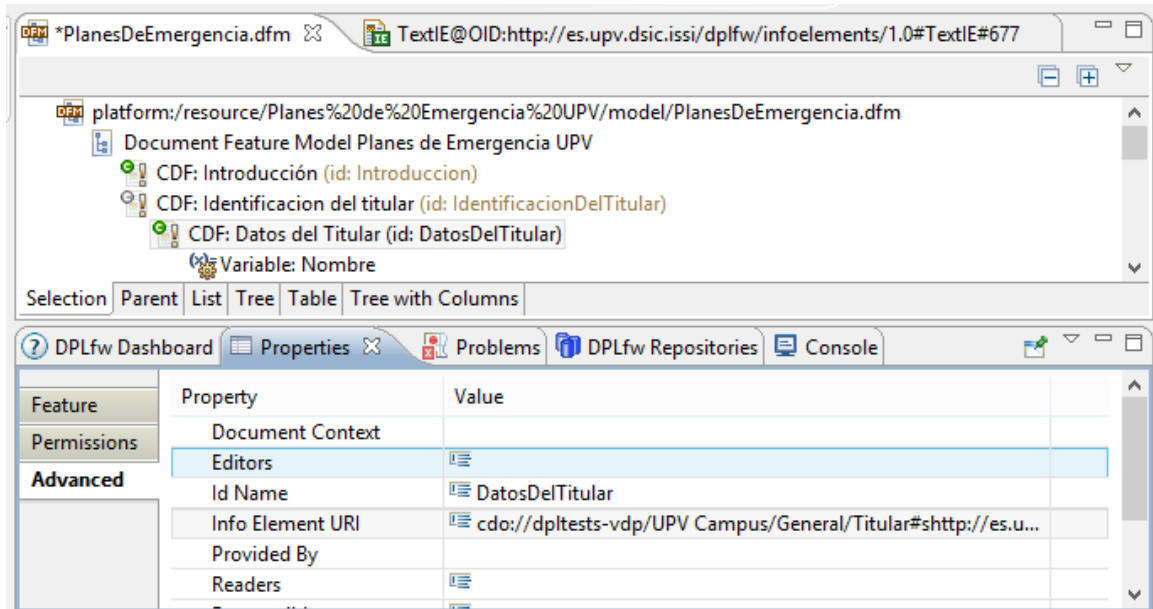 *PlanesDeEmergencia.dfm TextIE@OID:http://es.upv.dsic.issi/dplfw/infoelements/1.0#TextIE#677
platform:/resource/Planes%20de%20Emergencia%20UPV/model/PlanesDeEmergencia.dfm
Document Feature Model Planes de Emergencia UPV
CDF: Introducción (id: Introduccion)
CDF: Identificacion del titular (id: IdentificacionDelTitular)
CDF: Datos del Titular (id: DatosDelTitular)
Variable: Nombre
Selection Parent List Tree Table Tree with Columns
DPLfw Dashboard Properties Problems DPLfw Repositories Console
Feature
Permissions
Advanced
Property Value
Document Context
Editors
Id Name DatosDelTitular
Info Element URI cdo://dpltests-vdp/UPV Campus/General/Titular#shttp://es.u...
Provided By
Readers